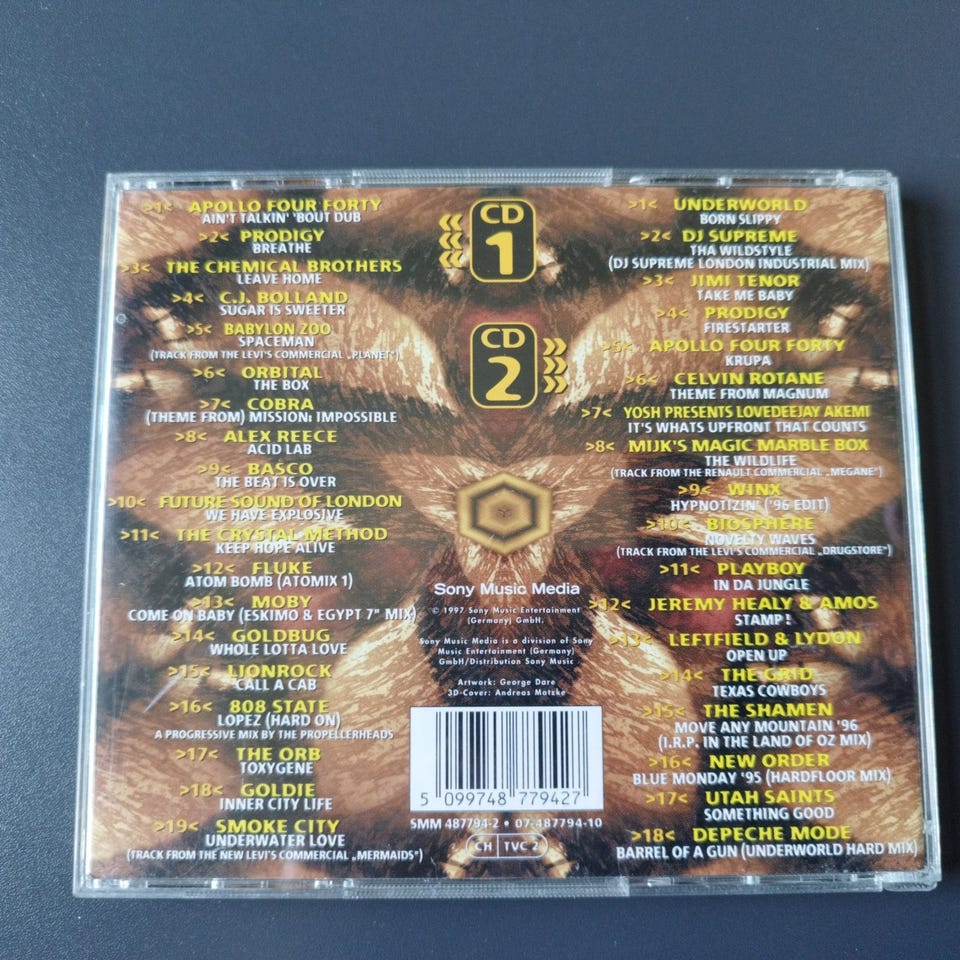 >1< APOLLO FOUR FORTY
AIN'T TALKIN' 'BOUT DUB
>2< PRODIGY
BREATHE
>3< THE CHEMICAL BROTHERS
LEAVE HOME
>4< C.J. BOLLAND
SUGAR IS SWEETER
>5< BABYLON ZOO
SPACEMAN
(TRACK FROM THE LEVI'S COMMERCIAL „PLANET")
>6< ORBITAL
THE BOX
>7< COBRA
(THEME FROM) MISSION: IMPOSSIBLE
>8< ALEX REECE
ACID LAB
>9< BASCO
THE BEAT IS OVER
>10< FUTURE SOUND OF LONDON
WE HAVE EXPLOSIVE
>11< THE CRYSTAL METHOD
KEEP HOPE ALIVE
>12< FLUKE
ATOM BOMB (ATOMIX 1)
>13< MOBY
COME ON BABY (ESKIMO & EGYPT 7" MIX)
>14< GOLDBUG
WHOLE LOTTA LOVE
>15< LIONROCK
CALL A CAB
>16< 808 STATE
LOPEZ (HARD ON)
A PROGRESSIVE MIX BY THE PROPELLERHEADS
>17< THE ORB
TOXYGENE
>18< GOLDIE
INNER CITY LIFE
>19< SMOKE CITY
UNDERWATER LOVE
(TRACK FROM THE NEW LEVI'S COMMERCIAL „MERMAIDS")
CD
1
CD
2
Sony Music Media
© 1997 Sony Music Entertainment
(Germany) GmbH.
Sony Music Media is a division of Sony
Music Entertainment (Germany)
GmbH/Distribution Sony Music
Artwork: George Dare
3D-Cover: Andreas Motzke
5 099748 779427
SMM 487794-2 • 07-487794-10
CH TVC 2
>1< UNDERWORLD
BORN SLIPPY
>2< DJ SUPREME
THA WILDSTYLE
(DJ SUPREME LONDON INDUSTRIAL MIX)
>3< JIMI TENOR
TAKE ME BABY
>4< PRODIGY
FIRESTARTER
>5< APOLLO FOUR FORTY
KRUPA
>6< CELVIN ROTANE
THEME FROM MAGNUM
>7< YOSH PRESENTS LOVEDEEJAY AKEMI
IT'S WHATS UPFRONT THAT COUNTS
>8< MIJK'S MAGIC MARBLE BOX
THE WILDLIFE
(TRACK FROM THE RENAULT COMMERCIAL „MEGANE")
>9< WINX
HYPNOTIZIN' ('96 EDIT)
>10< BIOSPHERE
NOVELTY WAVES
(TRACK FROM THE LEVI'S COMMERCIAL „DRUGSTORE")
>11< PLAYBOY
IN DA JUNGLE
>12< JEREMY HEALY & AMOS
STAMP!
>13< LEFTFIELD & LYDON
OPEN UP
>14< THE GRID
TEXAS COWBOYS
>15< THE SHAMEN
MOVE ANY MOUNTAIN '96
(I.R.P. IN THE LAND OF OZ MIX)
>16< NEW ORDER
BLUE MONDAY '95 (HARDFLOOR MIX)
>17< UTAH SAINTS
SOMETHING GOOD
>18< DEPECHE MODE
BARREL OF A GUN (UNDERWORLD HARD MIX)